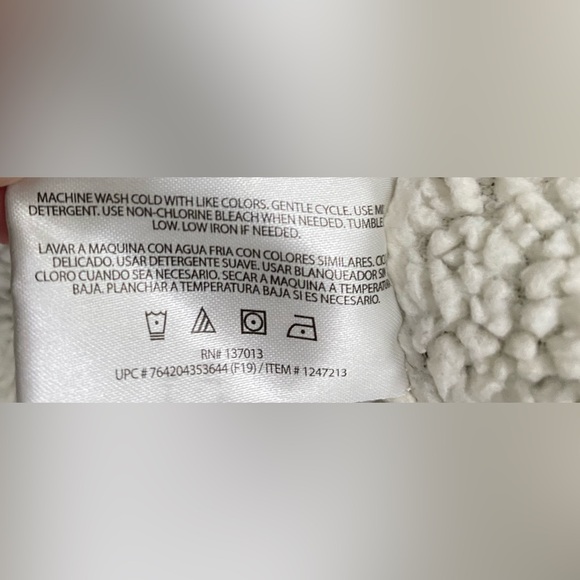 MACHINE WASH COLD WITH LIKE COLORS. GENTLE CYCLE. USE
DETERGENT. USE NON-CHLORINE BLEACH WHEN NEEDED. TUMBLE
LOW. LOW IRON IF NEEDED.
LAVAR A MAQUINA CON AGUA FRIA CON COLORES SIMILARES.
DELICADO. USAR DETERGENTE SUAVE. USAR BLANQUEADOR SIN
CLORO CUANDO SEA NECESARIO. SECAR A MAQUINA A TEMPERATURA
BAJA. PLANCHAR A TEMPERATURA BAJA SI ES NECESARIO.
RN# 137013
UPC # 764204353644 (F19) / ITEM # 1247213